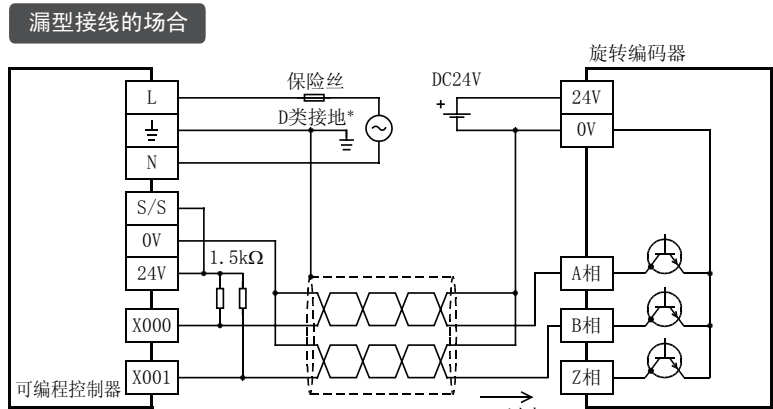 漏型接线的场合
旋转编码器
保险丝
DC24V
L
24V
D类接地*
+
0V
N
S/S
0V
1.5kΩ
24V
A相
X000
B相
X001
Z相
可编程控制器